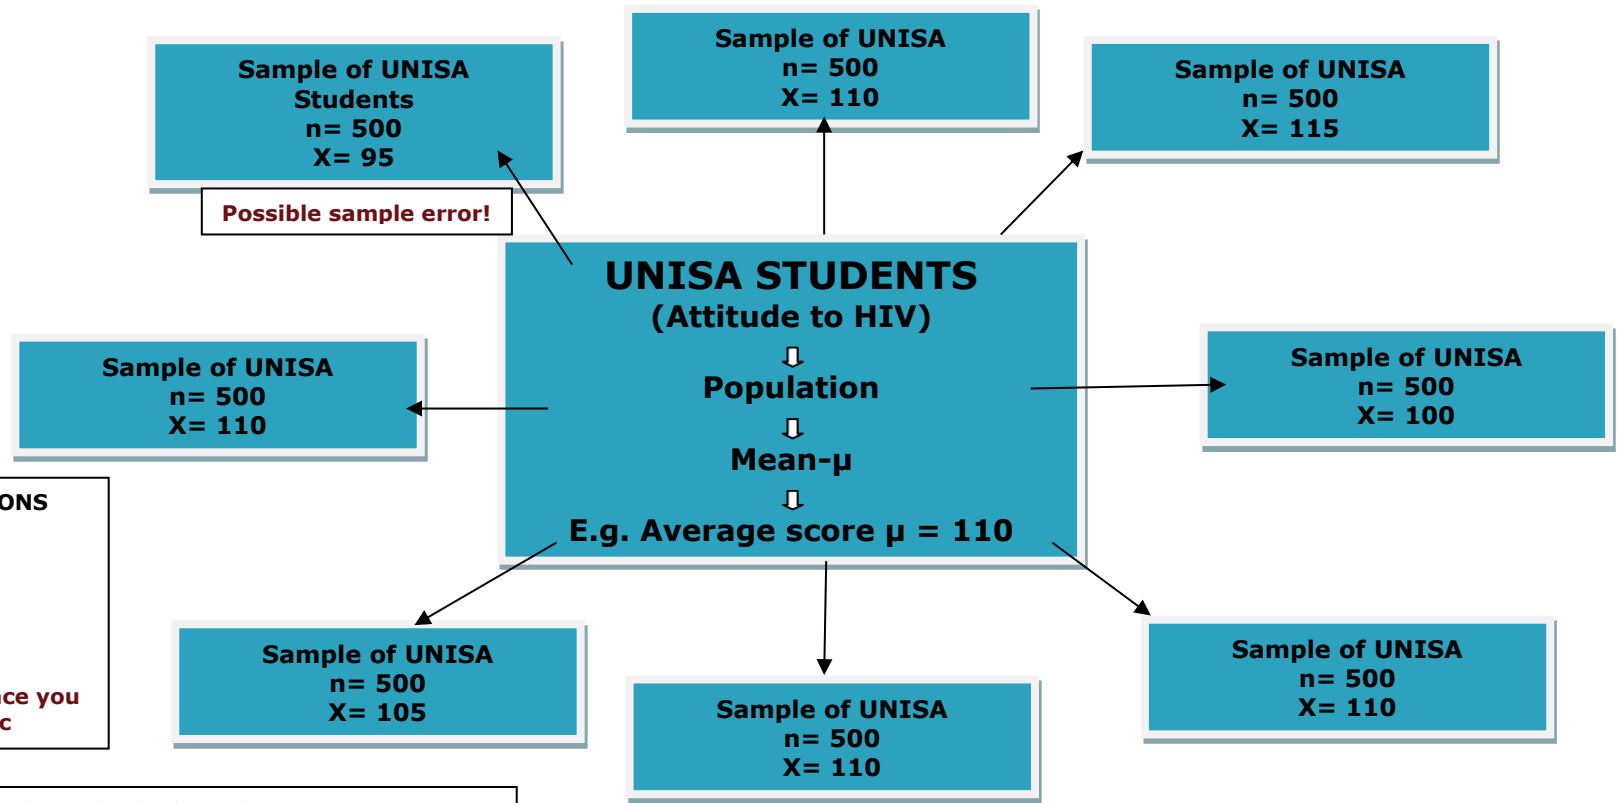 Sample of UNISA
Students
n= 500
X= 95
Possible sample error!
Sample of UNISA
n= 500
X= 110
Sample of UNISA
n= 500
X= 115
UNISA STUDENTS
(Attitude to HIV)
Population
Mean-μ
E.g. Average score μ = 110
Sample of UNISA
n= 500
X= 110
Sample of UNISA
n= 500
X= 100
Sample of UNISA
n= 500
X= 105
Sample of UNISA
n= 500
X= 110
Sample of UNISA
n= 500
X= 110
you